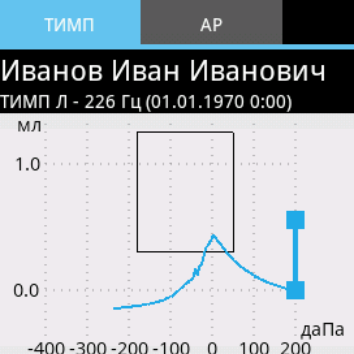 ТИМП АР
Иванов Иван Иванович
ТИМП Л - 226 Гц (01.01.1970 0:00)
мл
1.0
0.0
даПа
-400 -300 -200 -100 0 100 200